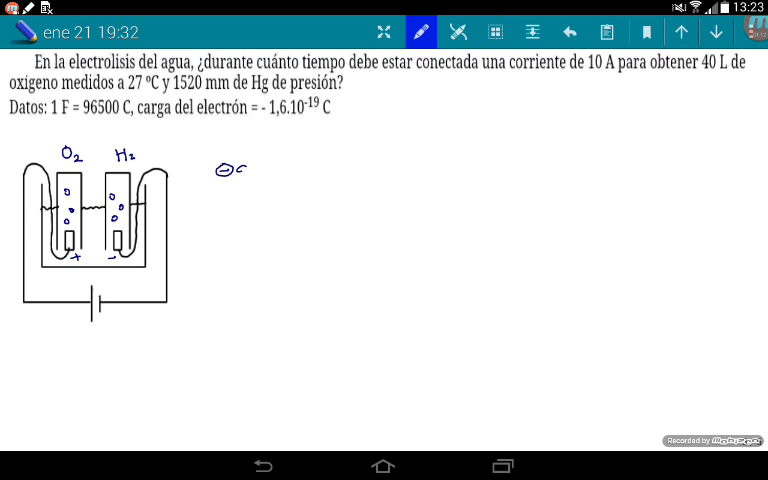 13:23
ene 21 19:32
En la electrolisis del agua, ¿durante cuánto tiempo debe estar conectada una corriente de 10 A para obtener 40 L de
oxígeno medidos a 27 ºC y 1520 mm de Hg de presión?
Datos: 1 F = 96500 C, carga del electrón = - 1,6.10-19 C
O2 H2
+ -
Recorded by